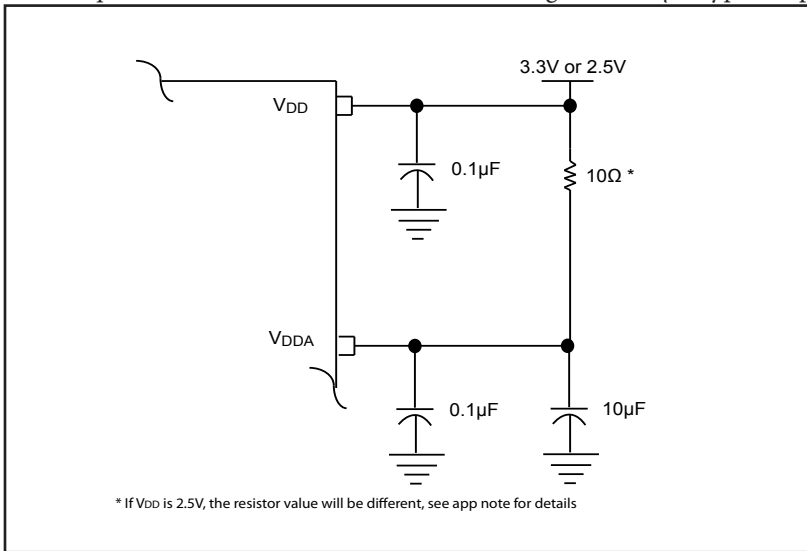 3.3V or 2.5V
VDD
0.1µF
10Ω *
VDDA
0.1µF
10µF
* If VDD is 2.5V, the resistor value will be different, see app note for details